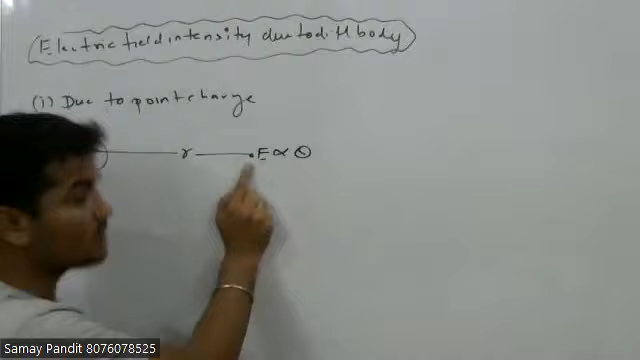 Electric field intensity due to diff body
(1) Due to point charge
r E ∝
Samay Pandit 8076078525